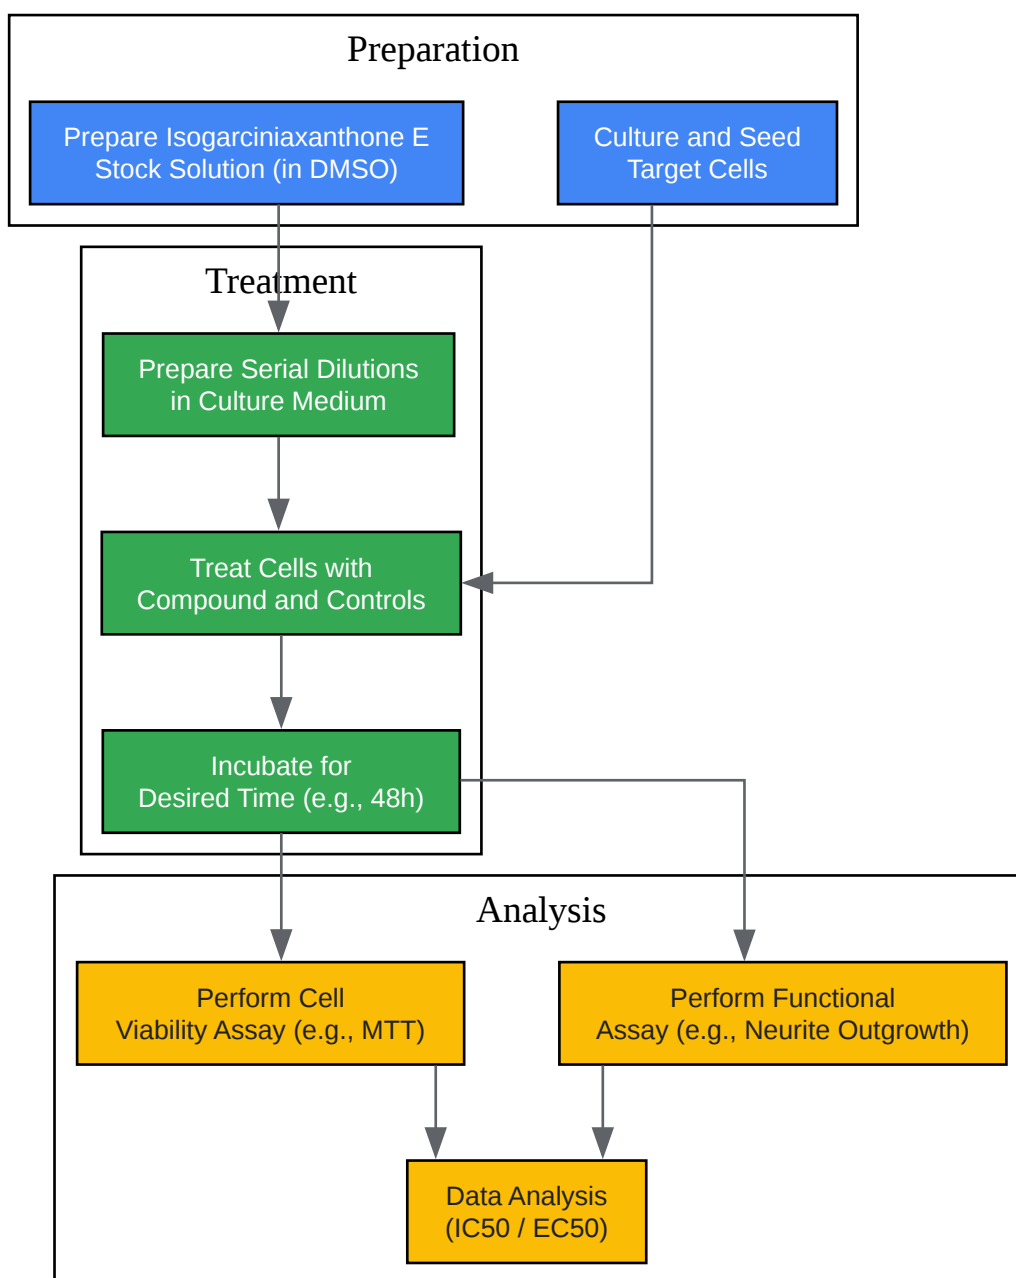 Preparation
Prepare Isogarciniaxanthone E
Stock Solution (in DMSO)
Culture and Seed
Target Cells
Treatment
Prepare Serial Dilutions
in Culture Medium
Treat Cells with
Compound and Controls
Incubate for
Desired Time (e.g., 48h)
Analysis
Perform Cell
Viability Assay (e.g., MTT)
Perform Functional
Assay (e.g., Neurite Outgrowth)
Data Analysis
(IC50 / EC50)